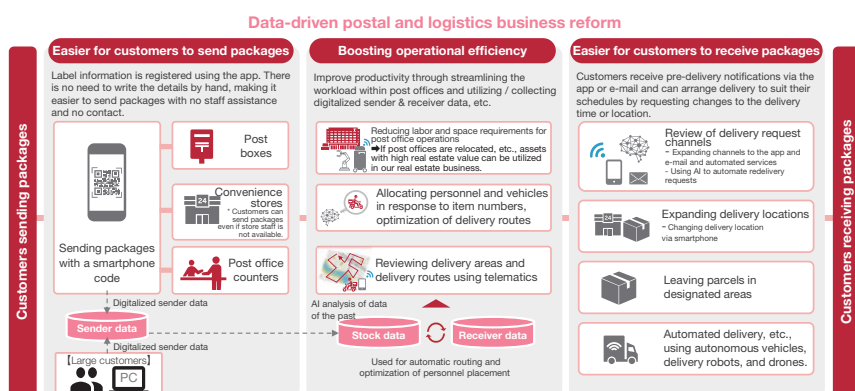 Data-driven postal and logistics business reform
Customers sending packages
Easier for customers to send packages
Label information is registered using the app. There
is no need to write the details by hand, making it
easier to send packages with no staff assistance
and no contact.
Sending packages
with a smartphone
code
Post
boxes
24
Convenience
stores
* Customers can
send packages
even if store staff is
not available.
Post office
counters
Digitalized sender data
Sender data
Digitalized sender data
【Large customers】
PC
Boosting operational efficiency
Improve productivity through streamlining the
workload within post offices and utilizing / collecting
digitalized sender & receiver data, etc.
Reducing labor and space requirements for
post office operations
➡If post offices are relocated, etc., assets
with high real estate value can be utilized
in our real estate business.
Allocating personnel and vehicles
in response to item numbers,
optimization of delivery routes
Reviewing delivery areas and
delivery routes using telematics
AI analysis of data
of the past
Stock data
Receiver data
Used for automatic routing and
optimization of personnel placement
Easier for customers to receive packages
Customers receive pre-delivery notifications via the
app or e-mail and can arrange delivery to suit their
schedules by requesting changes to the delivery
time or location.
Review of delivery request
channels
- Expanding channels to the app and
e-mail and automated services
- Using AI to automate redelivery
requests
24
Expanding delivery locations
- Changing delivery location
via smartphone
Leaving parcels in
designated areas
Automated delivery, etc.,
using autonomous vehicles,
delivery robots, and drones.
Customers receiving packages